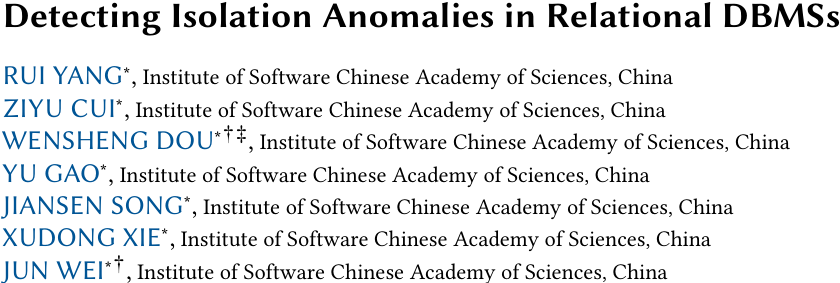 Detecting Isolation Anomalies in Relational DBMSs
RUI YANG*, Institute of Software Chinese Academy of Sciences, China
ZIYU CUI*, Institute of Software Chinese Academy of Sciences, China
WENSHENG DOU*†‡, Institute of Software Chinese Academy of Sciences, China
YU GAO*, Institute of Software Chinese Academy of Sciences, China
JIANSEN SONG*, Institute of Software Chinese Academy of Sciences, China
XUDONG XIE*, Institute of Software Chinese Academy of Sciences, China
JUN WEI*†, Institute of Software Chinese Academy of Sciences, China